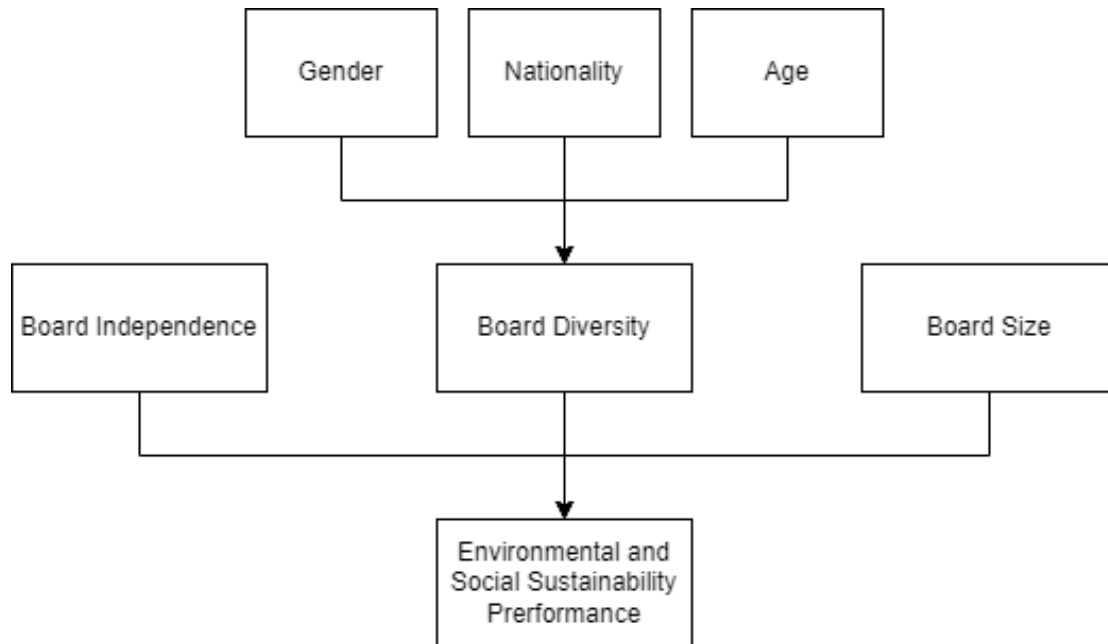 Gender
Nationality
Age
Board Independence
Board Diversity
Board Size
Environmental and
Social Sustainability
Prerformance